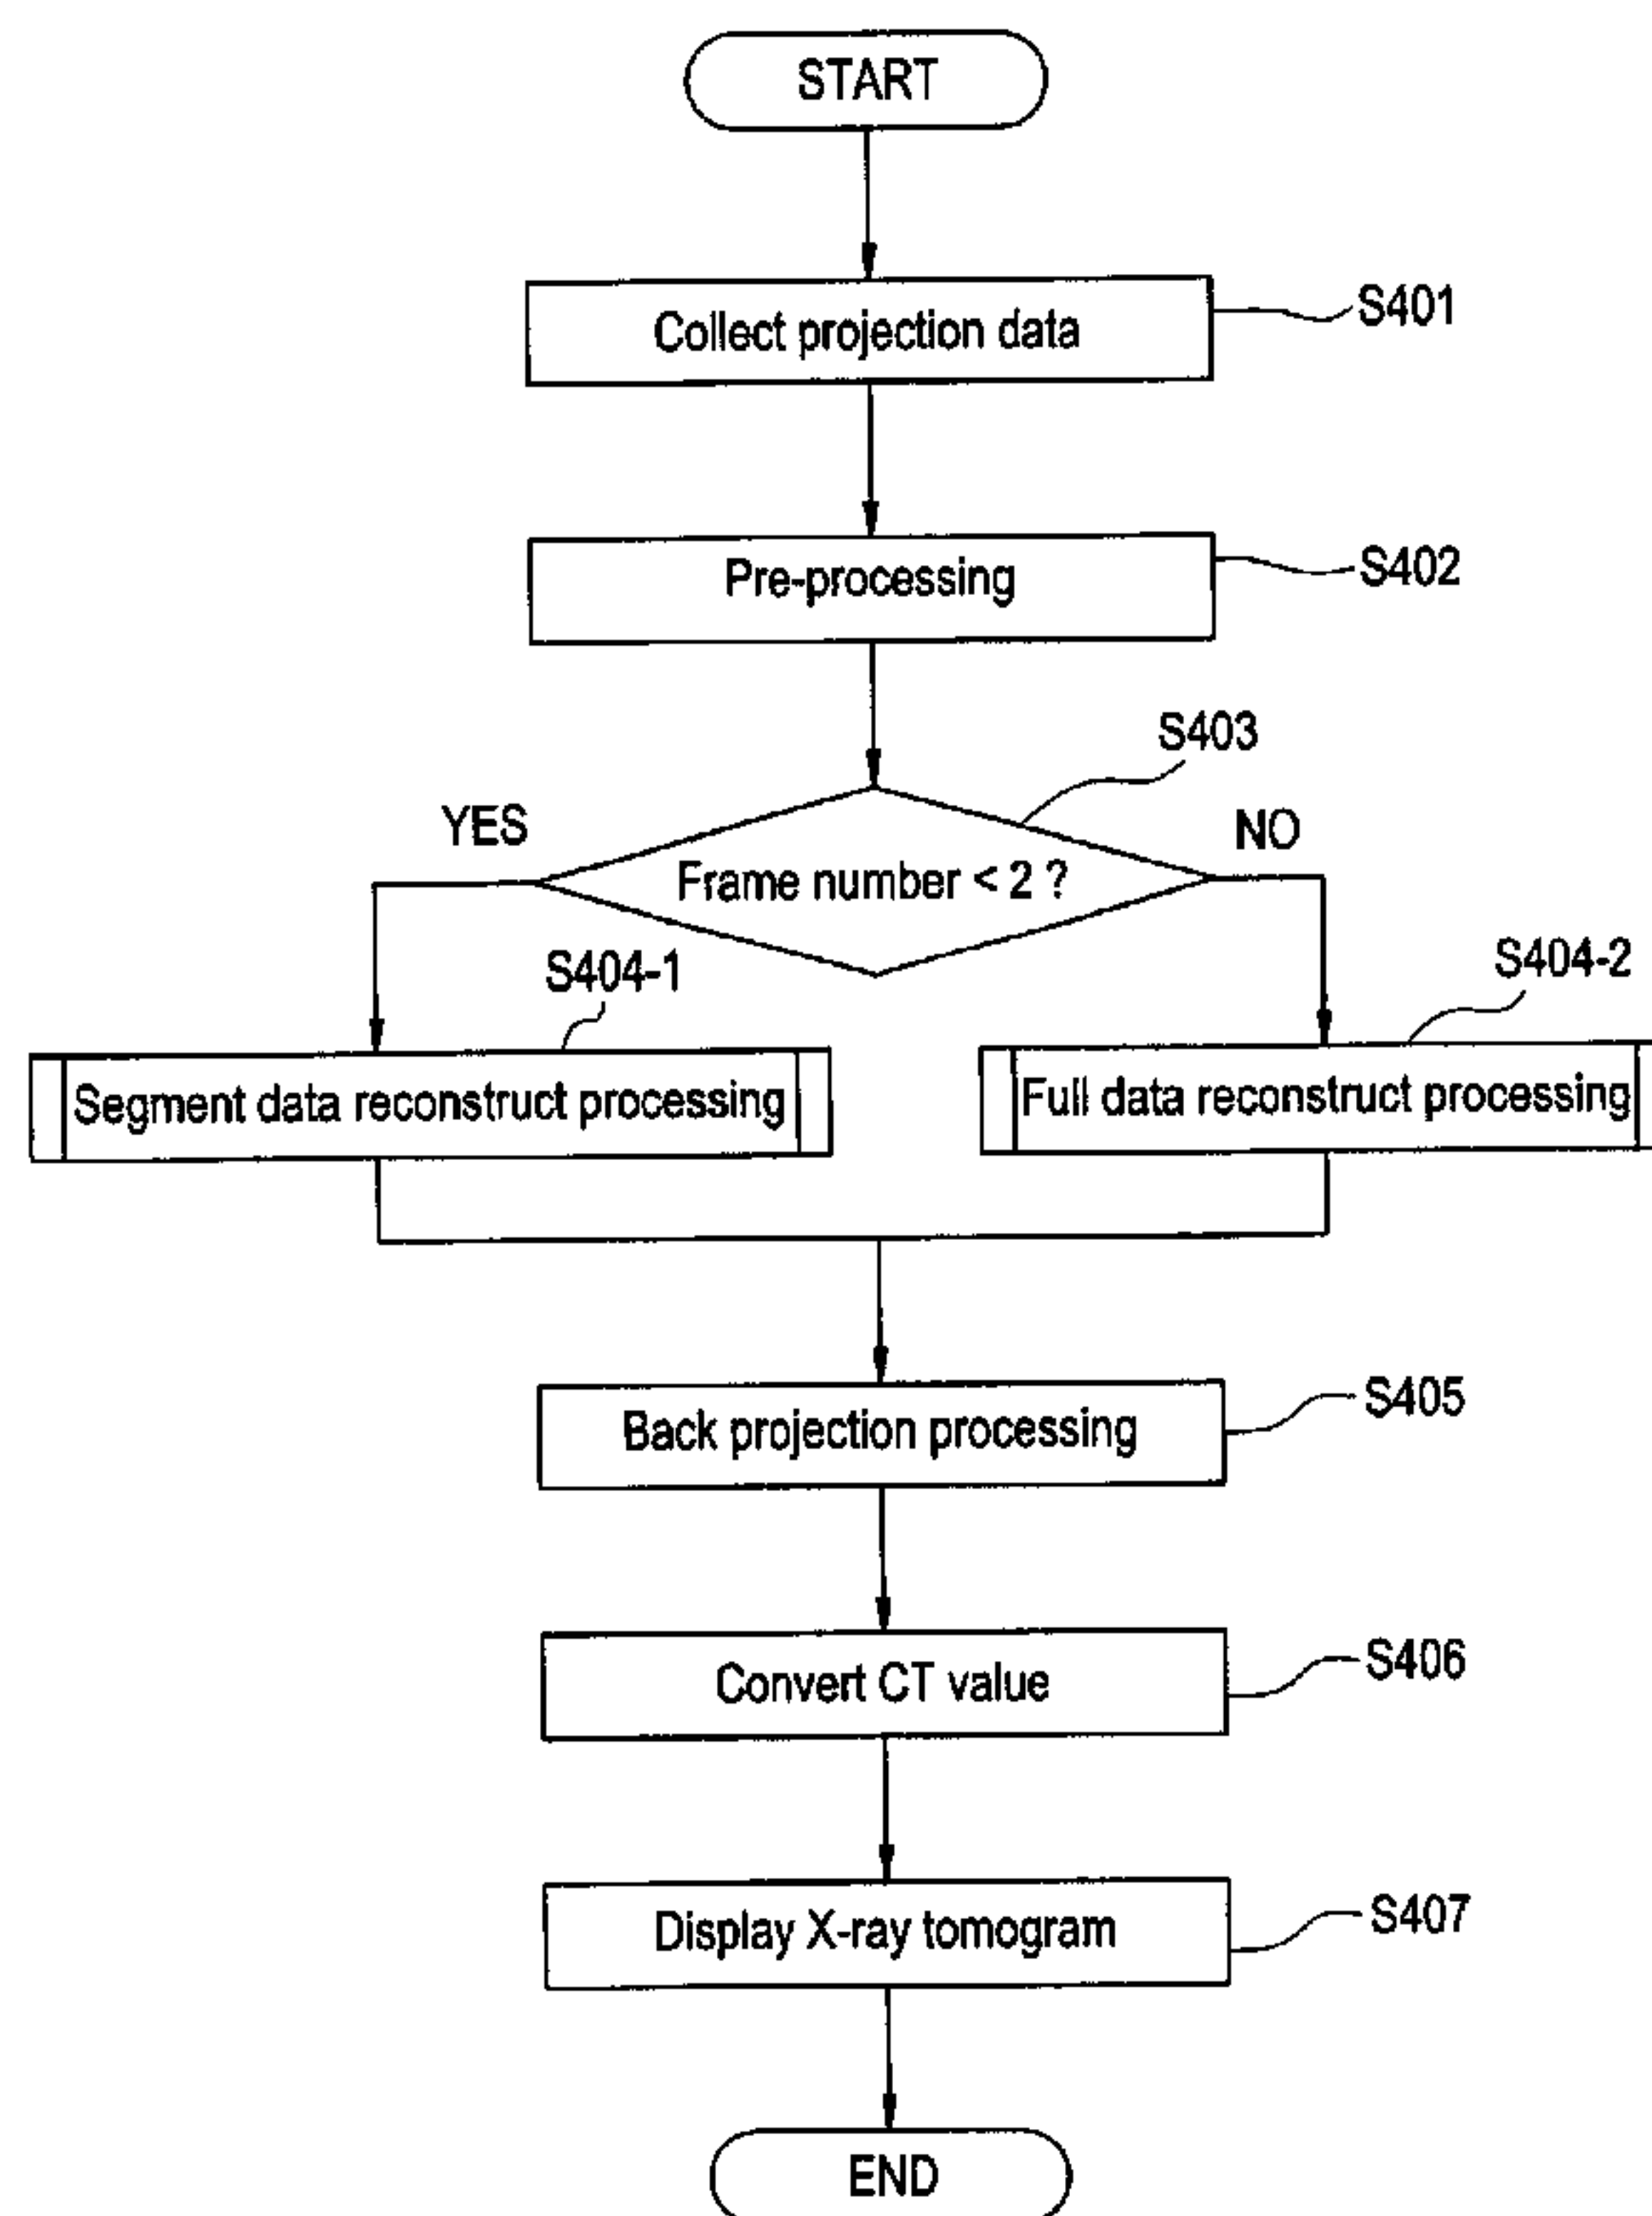 START
Collect projection data
S401
Pre-processing
S402
S403
YES
NO
Frame number < 2 ?
S404-1
S404-2
Segment data reconstruct processing
Full data reconstruct processing
Back projection processing
S405
Convert CT value
S406
Display X-ray tomogram
S407
END